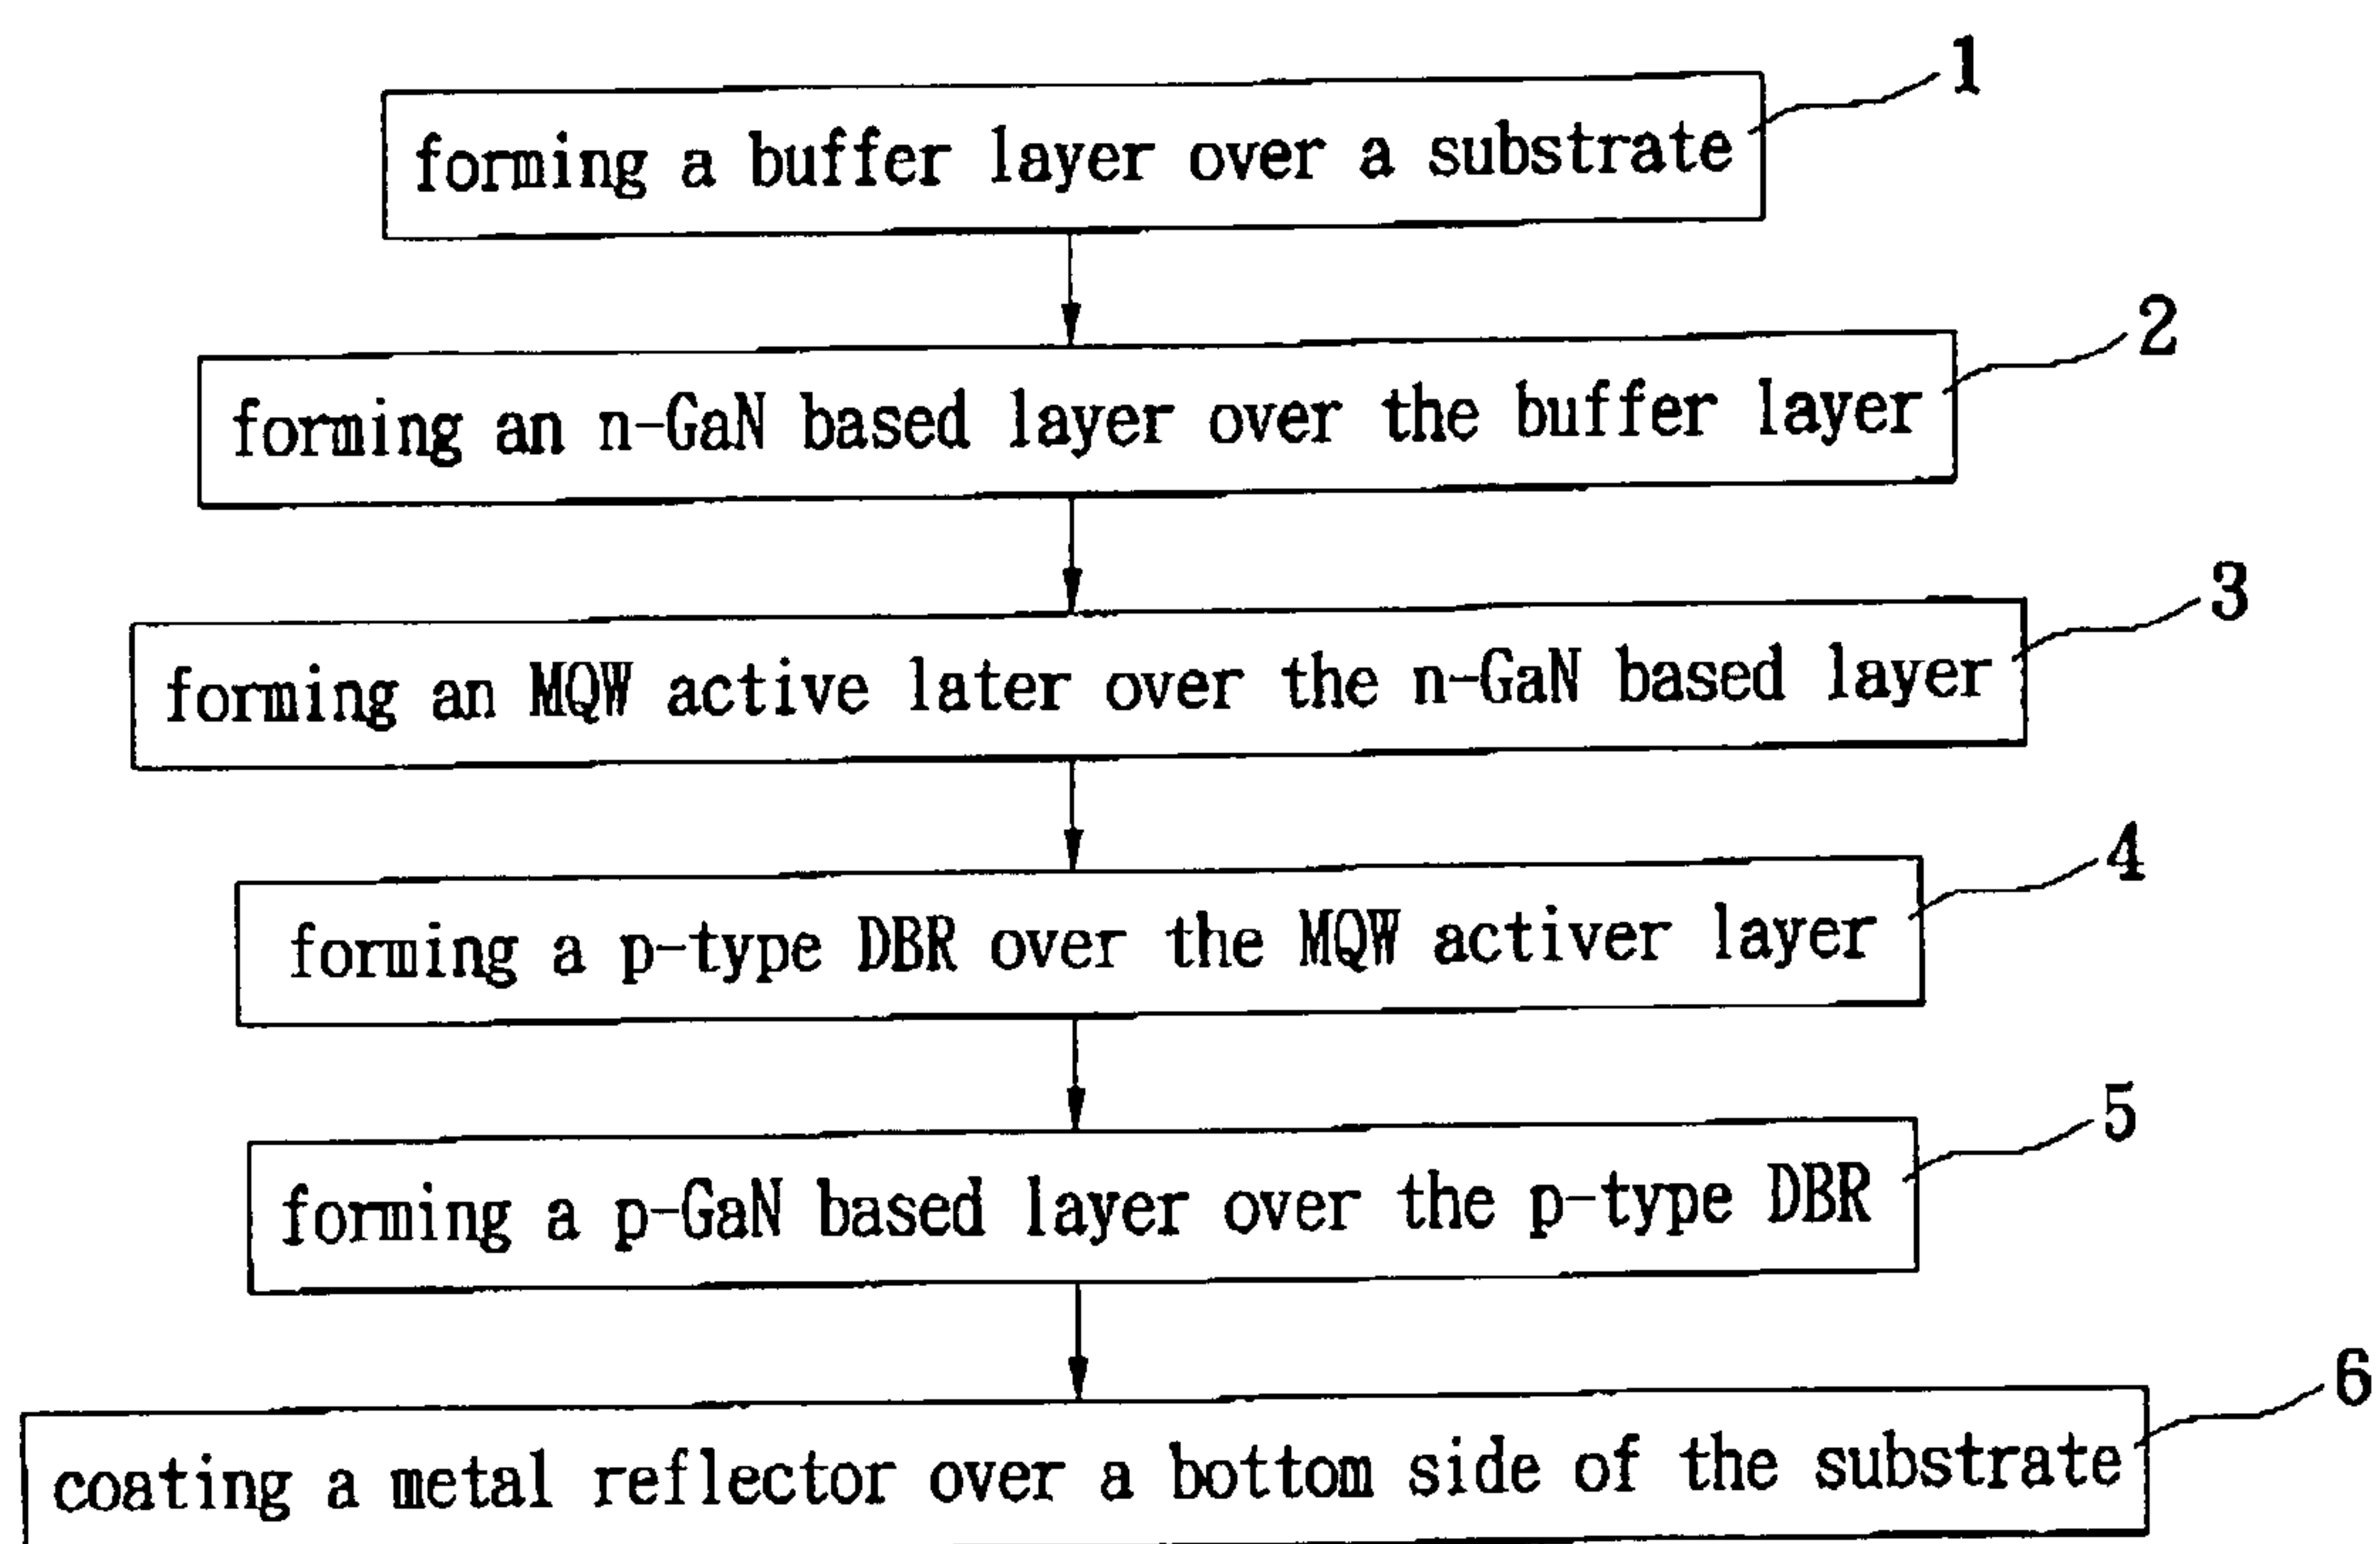 1
forming a buffer layer over a substrate
2
forming an n-GaN based layer over the buffer layer
3
forming an MQW active later over the n-GaN based layer
4
forming a p-type DBR over the MQW activer layer
5
forming a p-GaN based layer over the p-type DBR
6
coating a metal reflector over a bottom side of the substrate